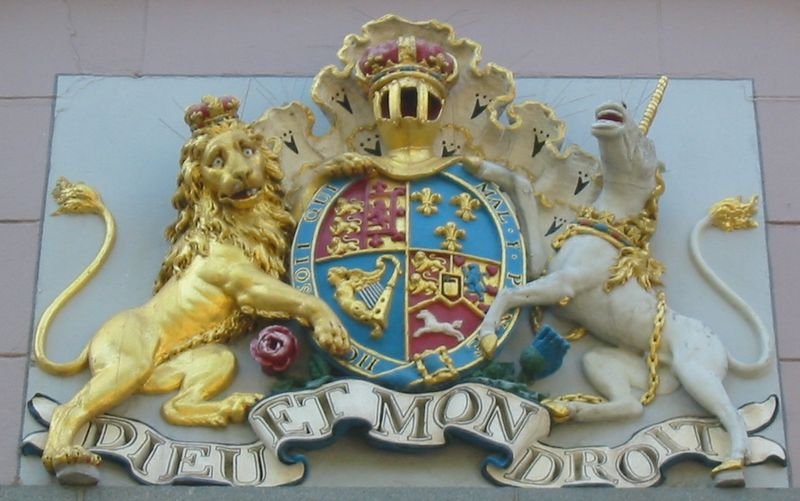 SOIT QUI MAL · Y ·
DIEU ET MON DROIT